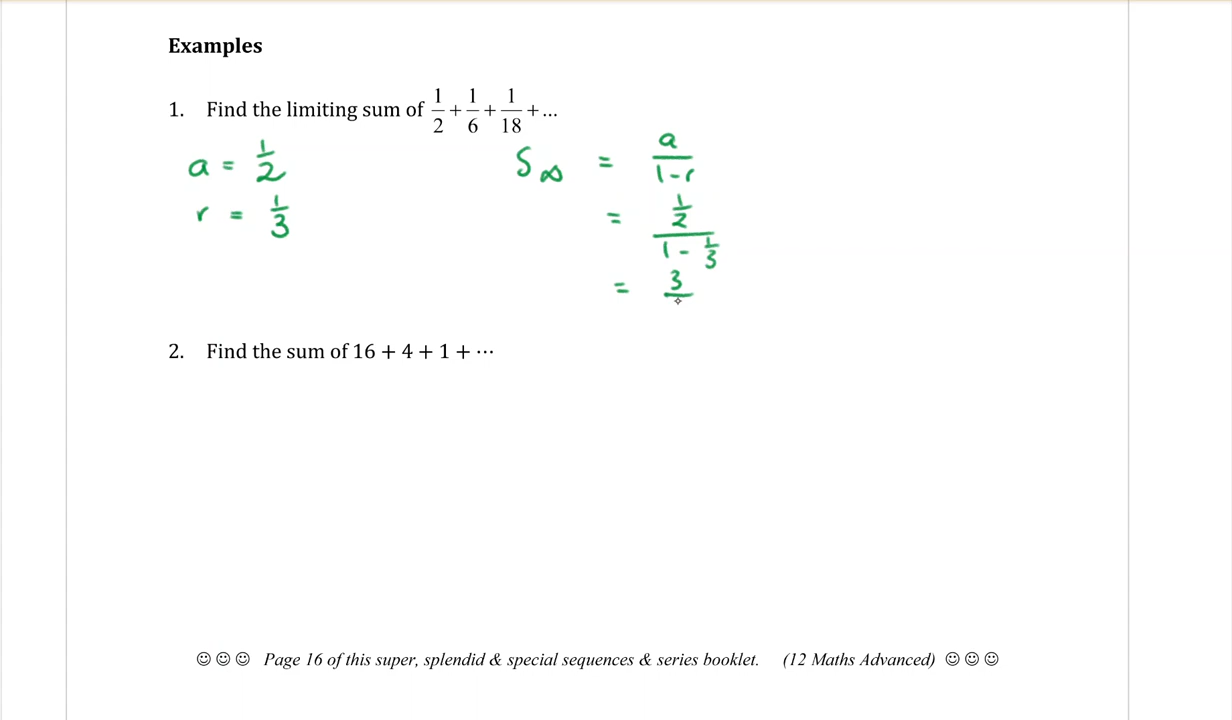 Examples
1. Find the limiting sum of 1/2 + 1/6 + 1/18 + ...
a = 1/2
r = 1/3
S∞ = a/(1-r)
= (1/2)/(1 - 1/3)
= 3/
2. Find the sum of 16 + 4 + 1 + ⋯
☺☺☺ Page 16 of this super, splendid & special sequences & series booklet. (12 Maths Advanced) ☺☺☺